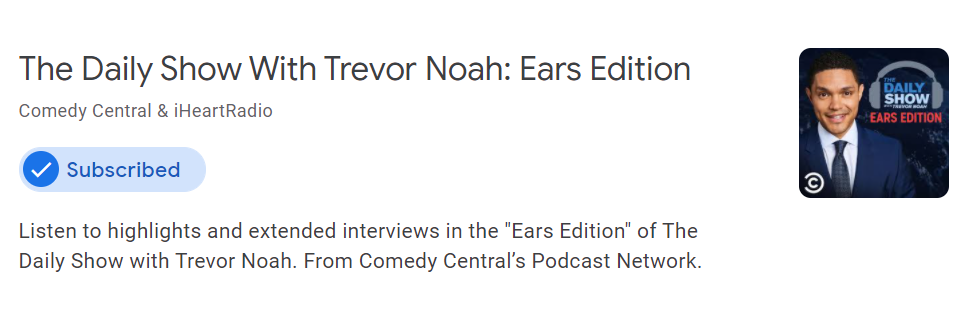 The Daily Show With Trevor Noah: Ears Edition
Comedy Central & iHeartRadio
Subscribed
Listen to highlights and extended interviews in the "Ears Edition" of The
Daily Show with Trevor Noah. From Comedy Central’s Podcast Network.
THE
DAILY
SHOW
WITH TREVOR NOAH
EARS EDITION